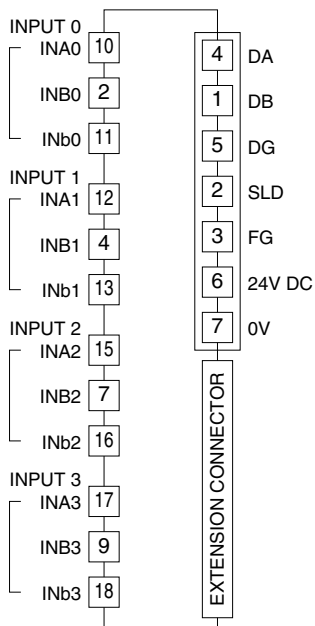 INPUT 0
INA0 10
INB0 2
INb0 11
INPUT 1
INA1 12
INB1 4
INb1 13
INPUT 2
INA2 15
INB2 7
INb2 16
INPUT 3
INA3 17
INB3 9
INb3 18
4 DA
1 DB
5 DG
2 SLD
3 FG
6 24V DC
7 0V
EXTENSION CONNECTOR